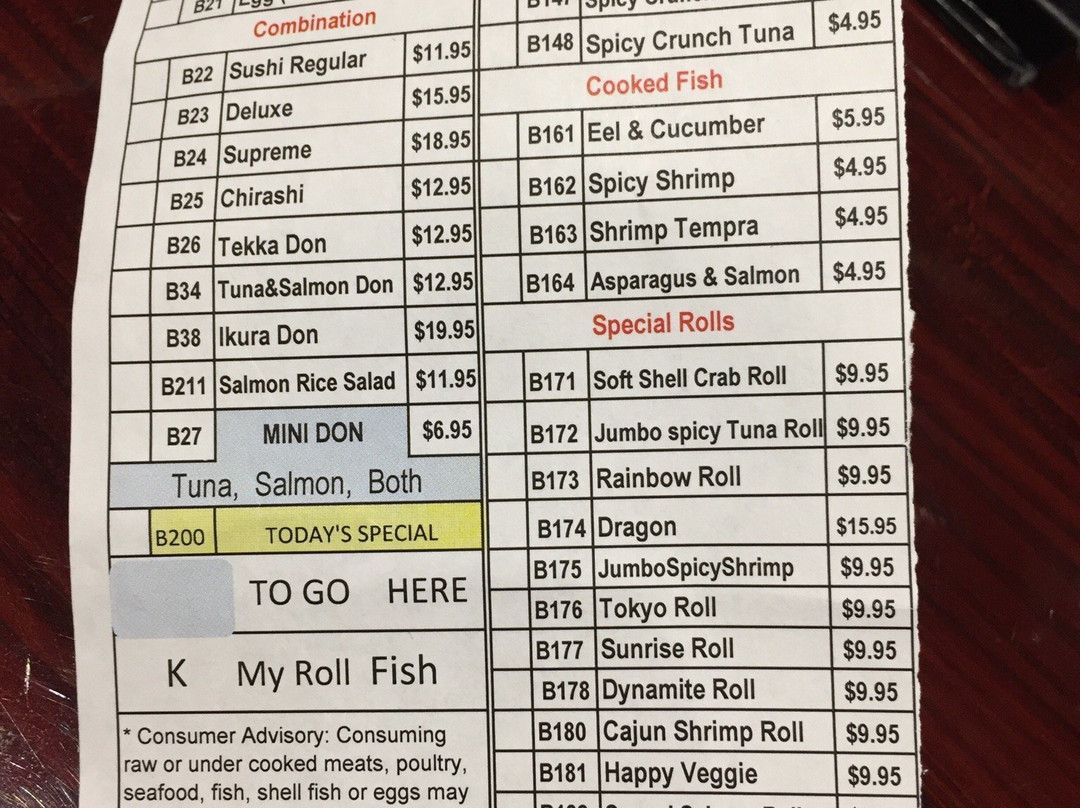 B21 Egg
Combination
B22 Sushi Regular $11.95
B23 Deluxe $15.95
B24 Supreme $18.95
B25 Chirashi $12.95
B26 Tekka Don $12.95
B34 Tuna&Salmon Don $12.95
B38 Ikura Don $19.95
B211 Salmon Rice Salad $11.95
B27 MINI DON $6.95
Tuna, Salmon, Both
B200 TODAY'S SPECIAL
TO GO HERE
K My Roll Fish
* Consumer Advisory: Consuming
raw or under cooked meats, poultry,
seafood, fish, shell fish or eggs may
B147 Spicy
B148 Spicy Crunch Tuna $4.95
Cooked Fish
B161 Eel & Cucumber $5.95
B162 Spicy Shrimp $4.95
B163 Shrimp Tempra $4.95
B164 Asparagus & Salmon $4.95
Special Rolls
B171 Soft Shell Crab Roll $9.95
B172 Jumbo spicy Tuna Roll $9.95
B173 Rainbow Roll $9.95
B174 Dragon $15.95
B175 JumboSpicyShrimp $9.95
B176 Tokyo Roll $9.95
B177 Sunrise Roll $9.95
B178 Dynamite Roll $9.95
B180 Cajun Shrimp Roll $9.95
B181 Happy Veggie $9.95